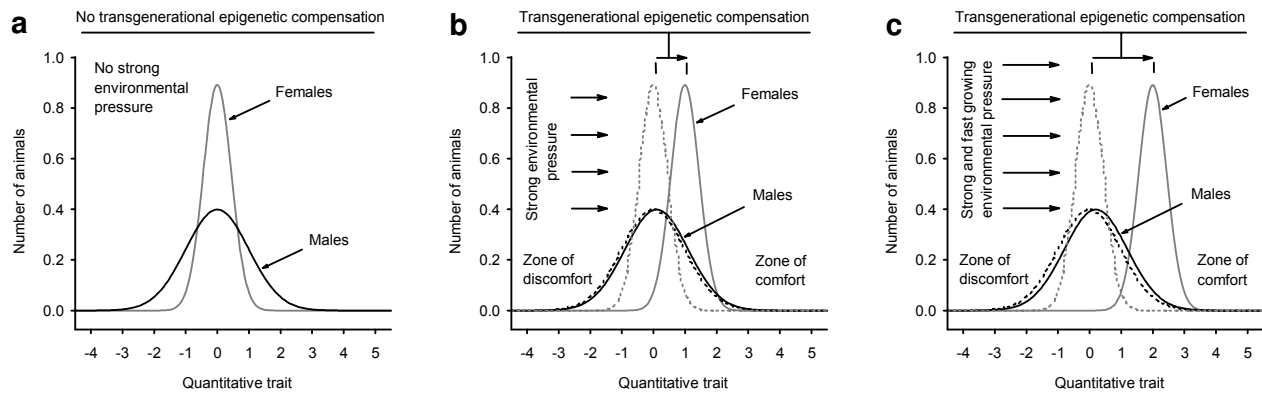 a
No transgenerational epigenetic compensation
No strong
environmental
pressure
Females
Males
Number of animals
1.0
0.8
0.6
0.4
0.2
0.0
-4 -3 -2 -1 0 1 2 3 4 5
Quantitative trait
b
Transgenerational epigenetic compensation
Strong environmental
pressure
Females
Males
Zone of
discomfort
Zone of
comfort
Number of animals
1.0
0.8
0.6
0.4
0.2
0.0
-4 -3 -2 -1 0 1 2 3 4 5
Quantitative trait
c
Transgenerational epigenetic compensation
Strong and fast growing
environmental pressure
Females
Males
Zone of
discomfort
Zone of
comfort
Number of animals
1.0
0.8
0.6
0.4
0.2
0.0
-4 -3 -2 -1 0 1 2 3 4 5
Quantitative trait